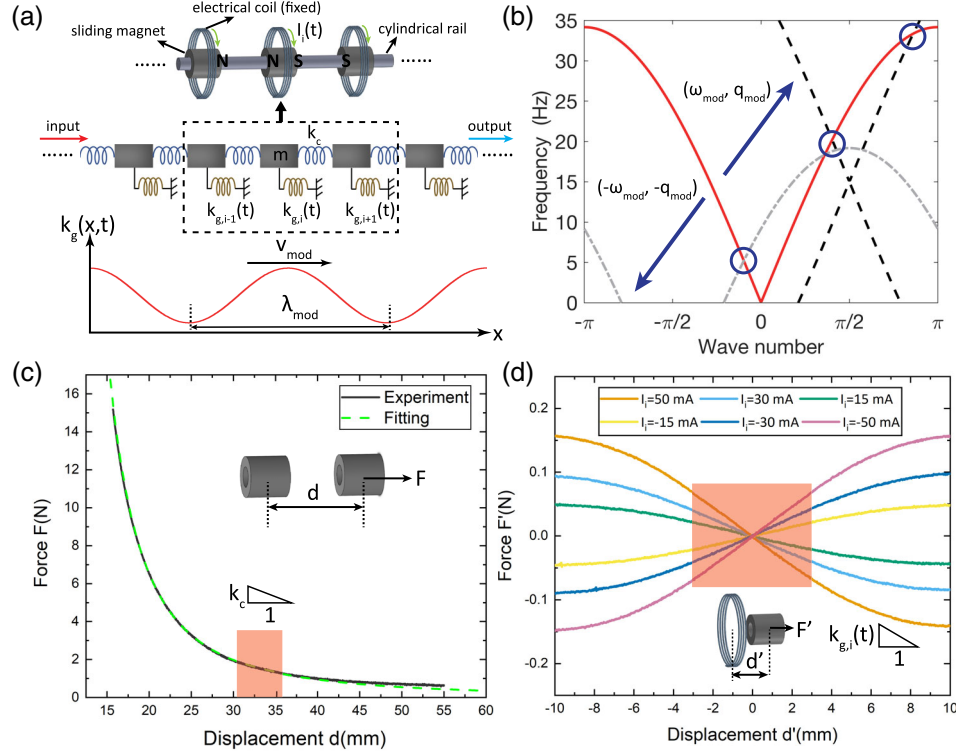 (a)
electrical coil (fixed)
I_i(t)
sliding magnet
cylindrical rail
N N S S
...... ......
input
k_c
output
...... m ......
k_g,i-1(t) k_g,i(t) k_g,i+1(t)
k_g(x,t)
v_mod
λ_mod
x
(b)
35
30
25
20
15
10
5
0
Frequency (Hz)
(ω_mod, q_mod)
(-ω_mod, -q_mod)
-π -π/2 0 π/2 π
Wave number
(c)
18
16
14
12
10
8
6
4
2
0
Force F(N)
Experiment
Fitting
F
d
k_c
1
15 20 25 30 35 40 45 50 55 60
Displacement d(mm)
(d)
0.2
0.1
0.0
-0.1
-0.2
Force F'(N)
I_i=50 mA I_i=30 mA I_i=15 mA
I_i=-15 mA I_i=-30 mA I_i=-50 mA
F'
d'
k_g,i(t)
1
-10 -8 -6 -4 -2 0 2 4 6 8 10
Displacement d'(mm)